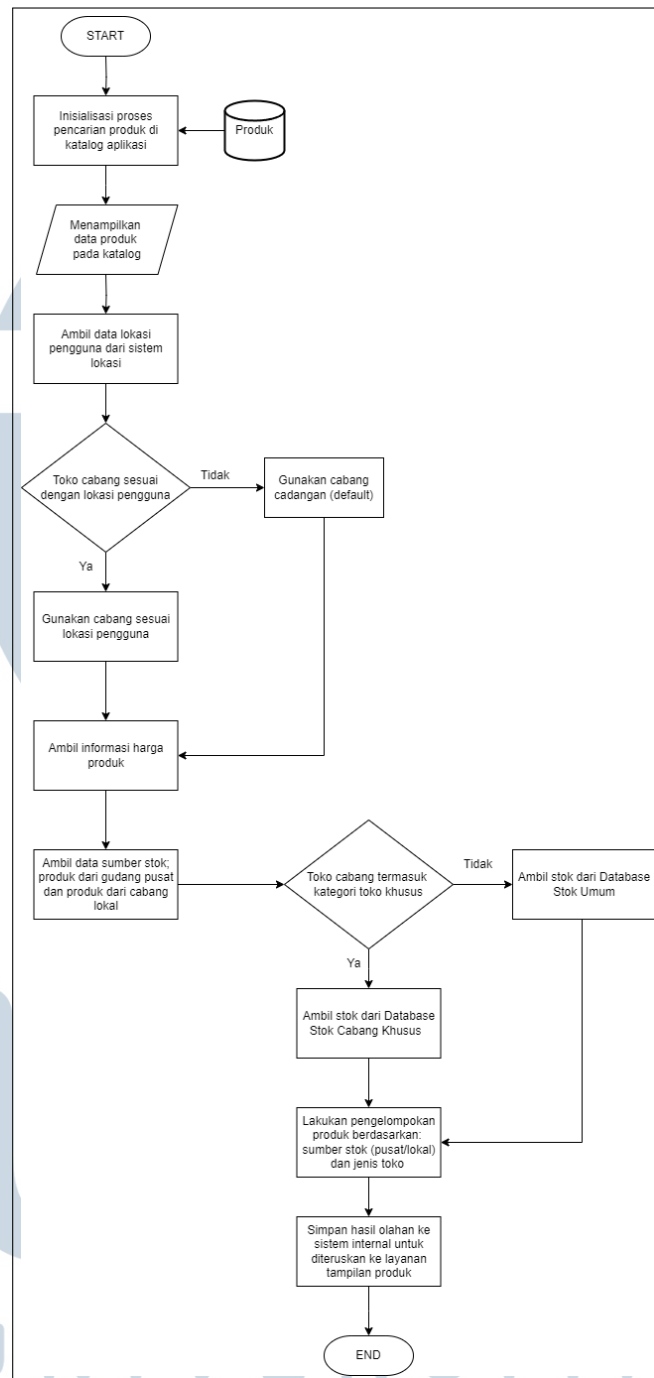 START
Inisialisasi proses
pencarian produk di
katalog aplikasi
Produk
Menampilkan
data produk
pada katalog
Ambil data lokasi
pengguna dari sistem
lokasi
Toko cabang sesuai
dengan lokasi pengguna
Tidak
Gunakan cabang
cadangan (default)
Ya
Gunakan cabang sesuai
lokasi pengguna
Ambil informasi harga
produk
Ambil data sumber stok;
produk dari gudang pusat
dan produk dari cabang
lokal
Toko cabang termasuk
kategori toko khusus
Tidak
Ambil stok dari Database
Stok Umum
Ya
Ambil stok dari Database
Stok Cabang Khusus
Lakukan pengelompokan
produk berdasarkan:
sumber stok (pusat/lokal)
dan jenis toko
Simpan hasil olahan ke
sistem internal untuk
diteruskan ke layanan
tampilan produk
END